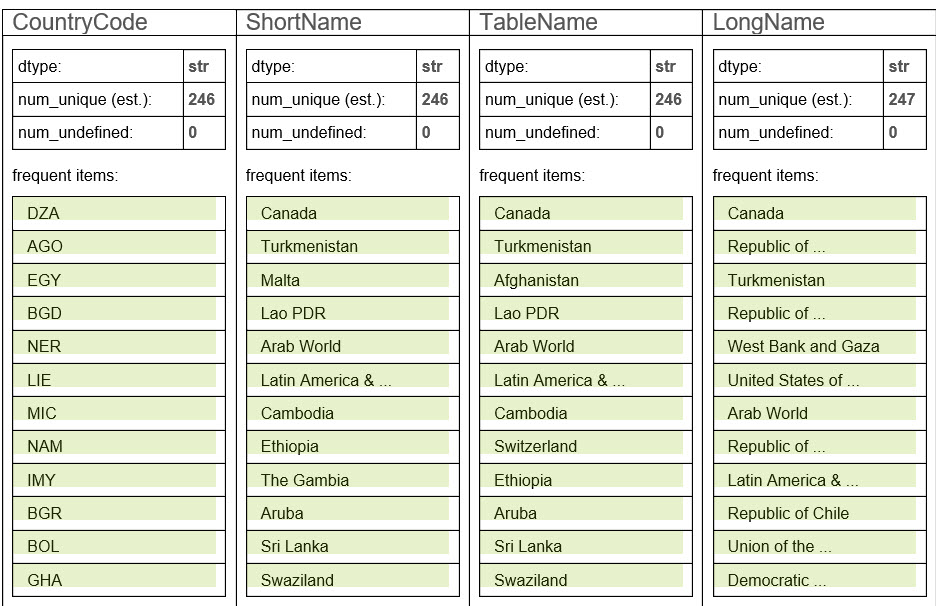 CountryCode ShortName TableName LongName
dtype: str dtype: str dtype: str dtype: str
num_unique (est.): 246 num_unique (est.): 246 num_unique (est.): 246 num_unique (est.): 247
num_undefined: 0 num_undefined: 0 num_undefined: 0 num_undefined: 0
frequent items: frequent items: frequent items: frequent items:
DZA Canada Canada Canada
AGO Turkmenistan Turkmenistan Republic of ...
EGY Malta Afghanistan Turkmenistan
BGD Lao PDR Lao PDR Republic of ...
NER Arab World Arab World West Bank and Gaza
LIE Latin America & ... Latin America & ... United States of ...
MIC Cambodia Cambodia Arab World
NAM Ethiopia Switzerland Republic of ...
IMY The Gambia Ethiopia Latin America & ...
BGR Aruba Aruba Republic of Chile
BOL Sri Lanka Sri Lanka Union of the ...
GHA Swaziland Swaziland Democratic ...